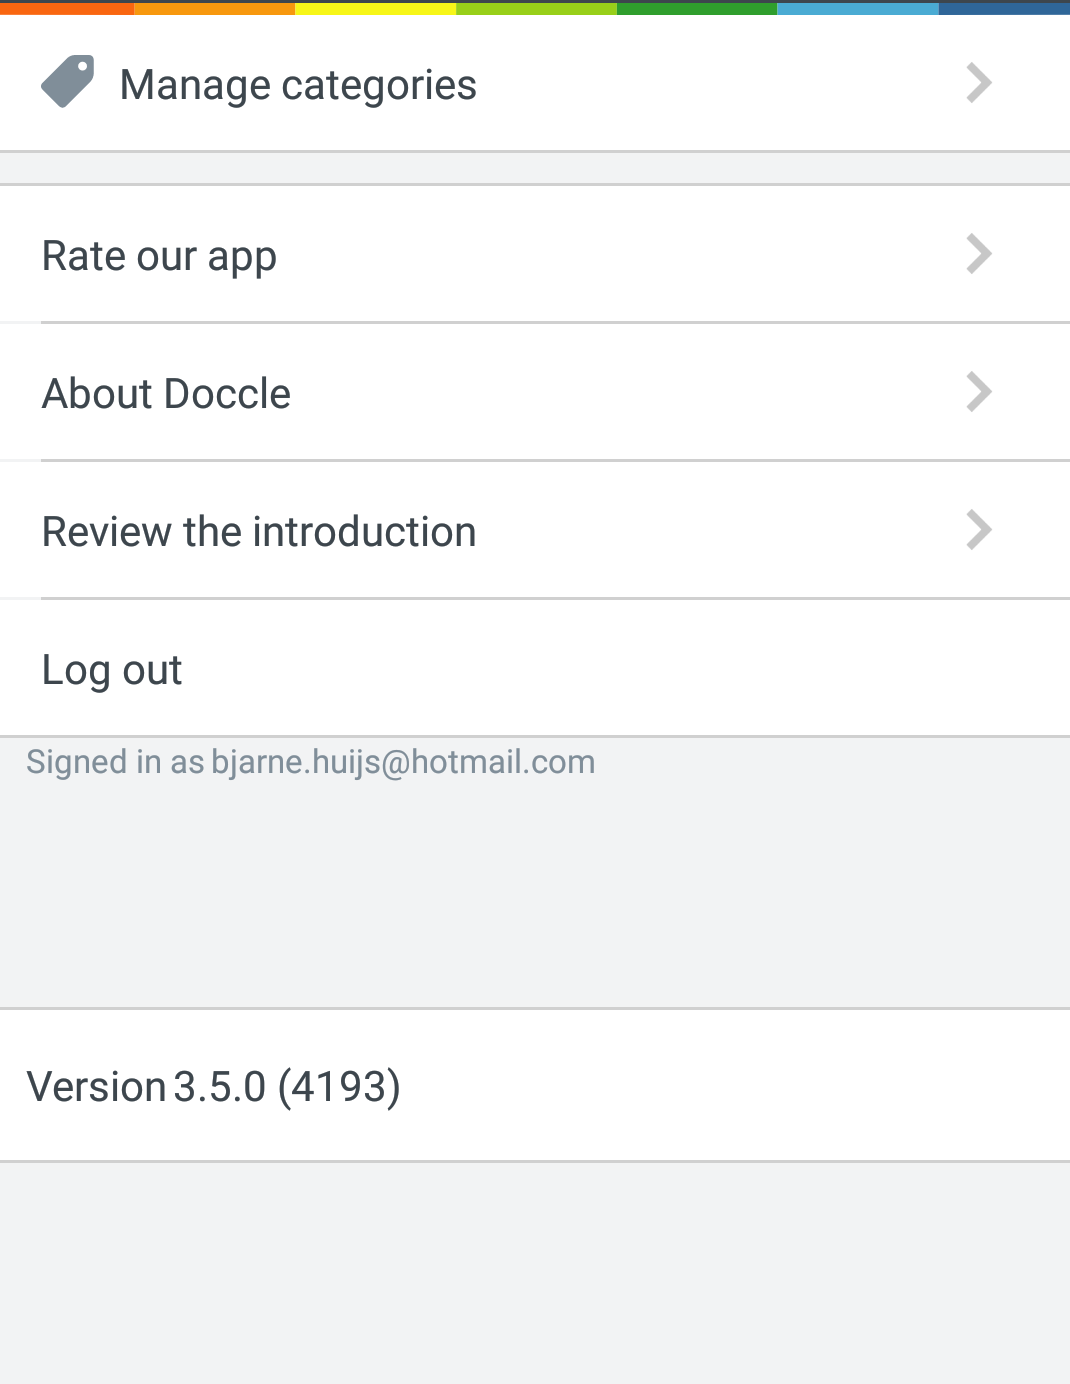 Manage categories
Rate our app
About Doccle
Review the introduction
Log out
Signed in as bjarne.huijs@hotmail.com
Version 3.5.0 (4193)